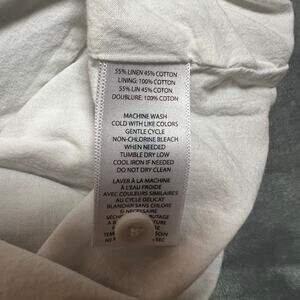 55% LINEN 45% COTTON
LINING: 100% COTTON
55% LIN 45% COTON
DOUBLURE: 100% COTON
MACHINE WASH
COLD WITH LIKE COLORS
GENTLE CYCLE
NON-CHLORINE BLEACH
WHEN NEEDED
TUMBLE DRY LOW
COOL IRON IF NEEDED
DO NOT DRY CLEAN
LAVER À LA MACHINE
À L'EAU FROIDE
AVEC COULEURS SIMILAIRES
AU CYCLE DÉLICAT
BLANCHIR SANS CHLORE